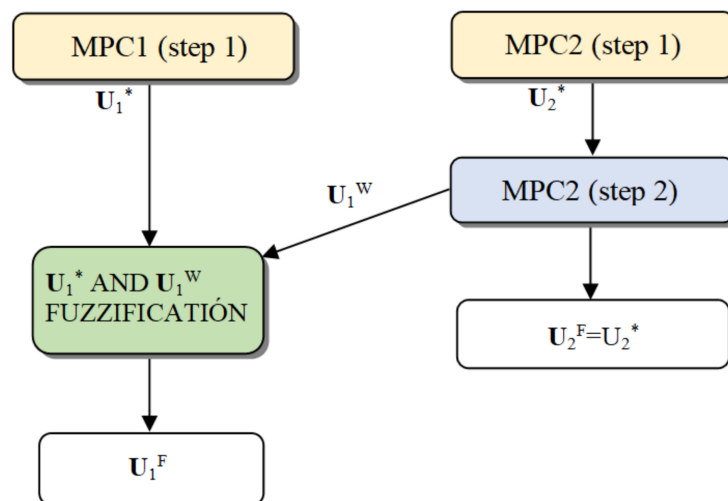 MPC1 (step 1)
MPC2 (step 1)
U₁*
U₂*
MPC2 (step 2)
U₁ᵂ
U₁* AND U₁ᵂ
FUZZIFICATIÓN
U₂ᶠ=U₂*
U₁ᶠ